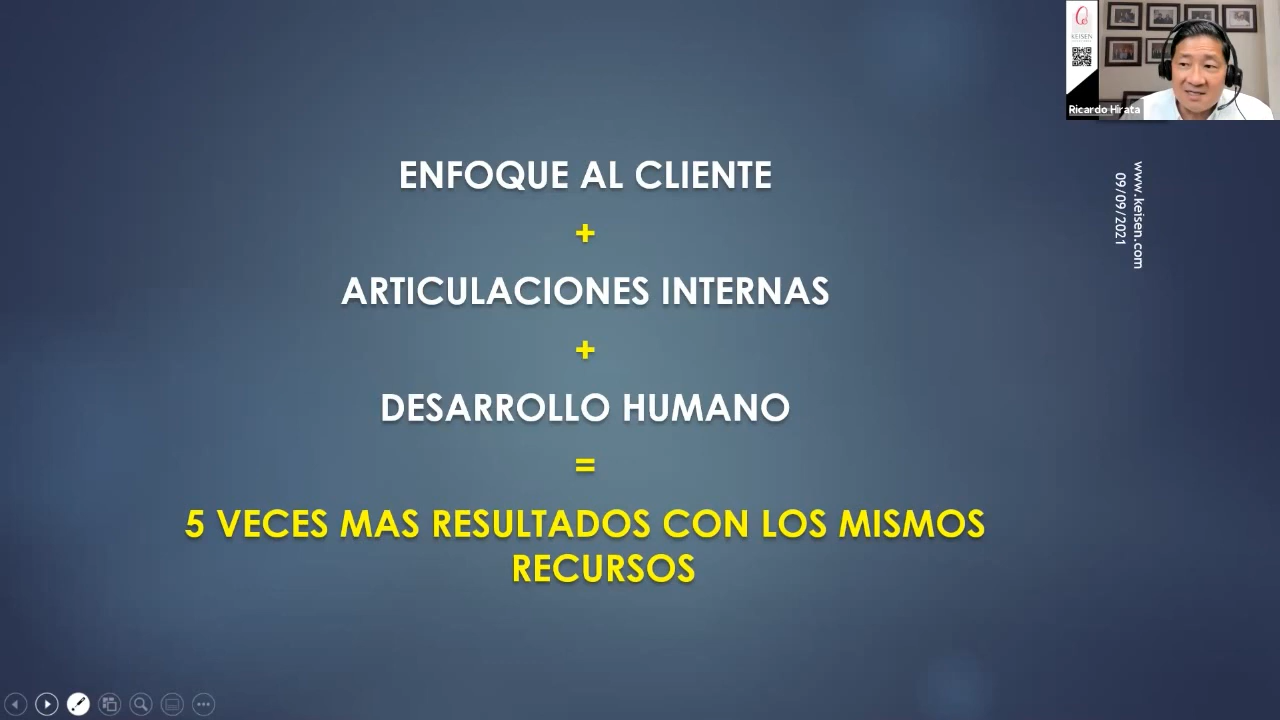 KEISEN
Ricardo Hirata
www.keisen.com
09/09/2021
ENFOQUE AL CLIENTE
+
ARTICULACIONES INTERNAS
+
DESARROLLO HUMANO
=
5 VECES MAS RESULTADOS CON LOS MISMOS
RECURSOS